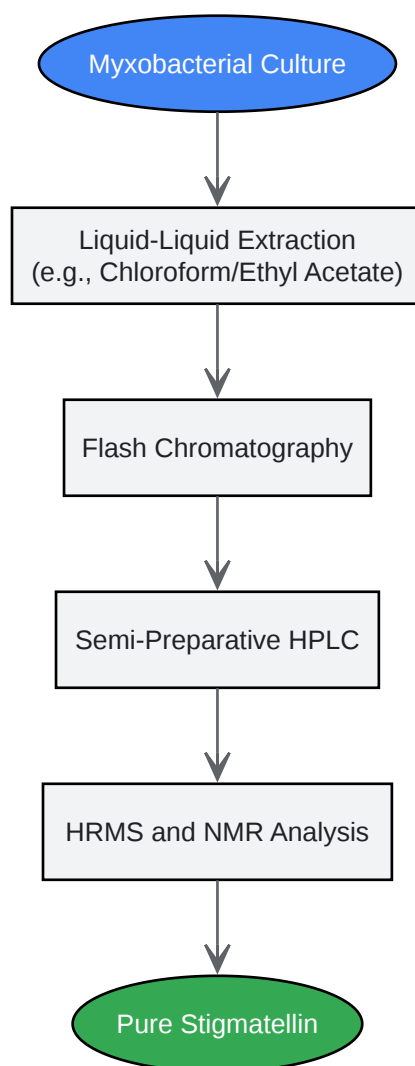 Myxobacterial Culture
Liquid-Liquid Extraction
(e.g., Chloroform/Ethyl Acetate)
Flash Chromatography
Semi-Preparative HPLC
HRMS and NMR Analysis
Pure Stigmatellin